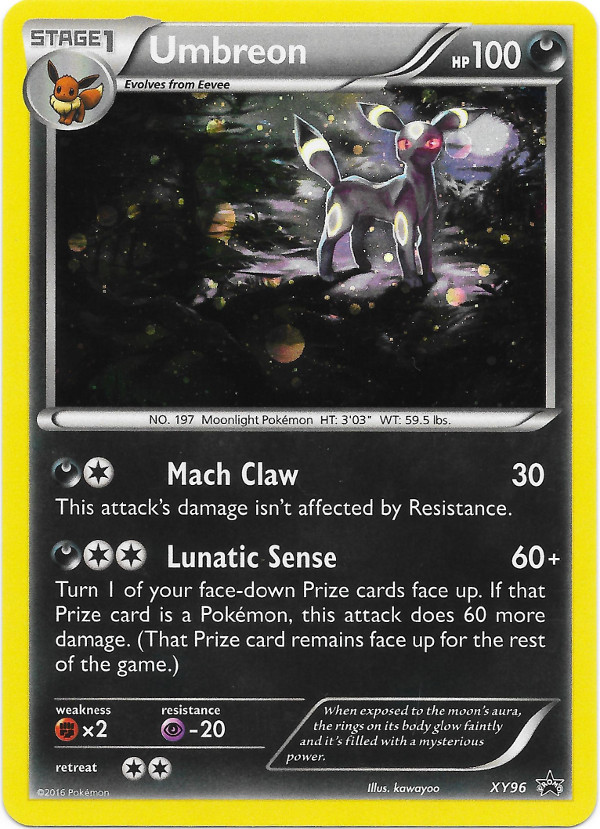 STAGE1
Umbreon
HP100
Evolves from Eevee
NO. 197 Moonlight Pokémon HT: 3'03" WT: 59.5 lbs.
Mach Claw 30
This attack's damage isn't affected by Resistance.
Lunatic Sense 60+
Turn 1 of your face-down Prize cards face up. If that
Prize card is a Pokémon, this attack does 60 more
damage. (That Prize card remains face up for the rest
of the game.)
weakness resistance
×2 -20
When exposed to the moon's aura,
the rings on its body glow faintly
and it's filled with a mysterious
power.
retreat
©2016 Pokémon
Illus. kawayoo
XY96
PROMO